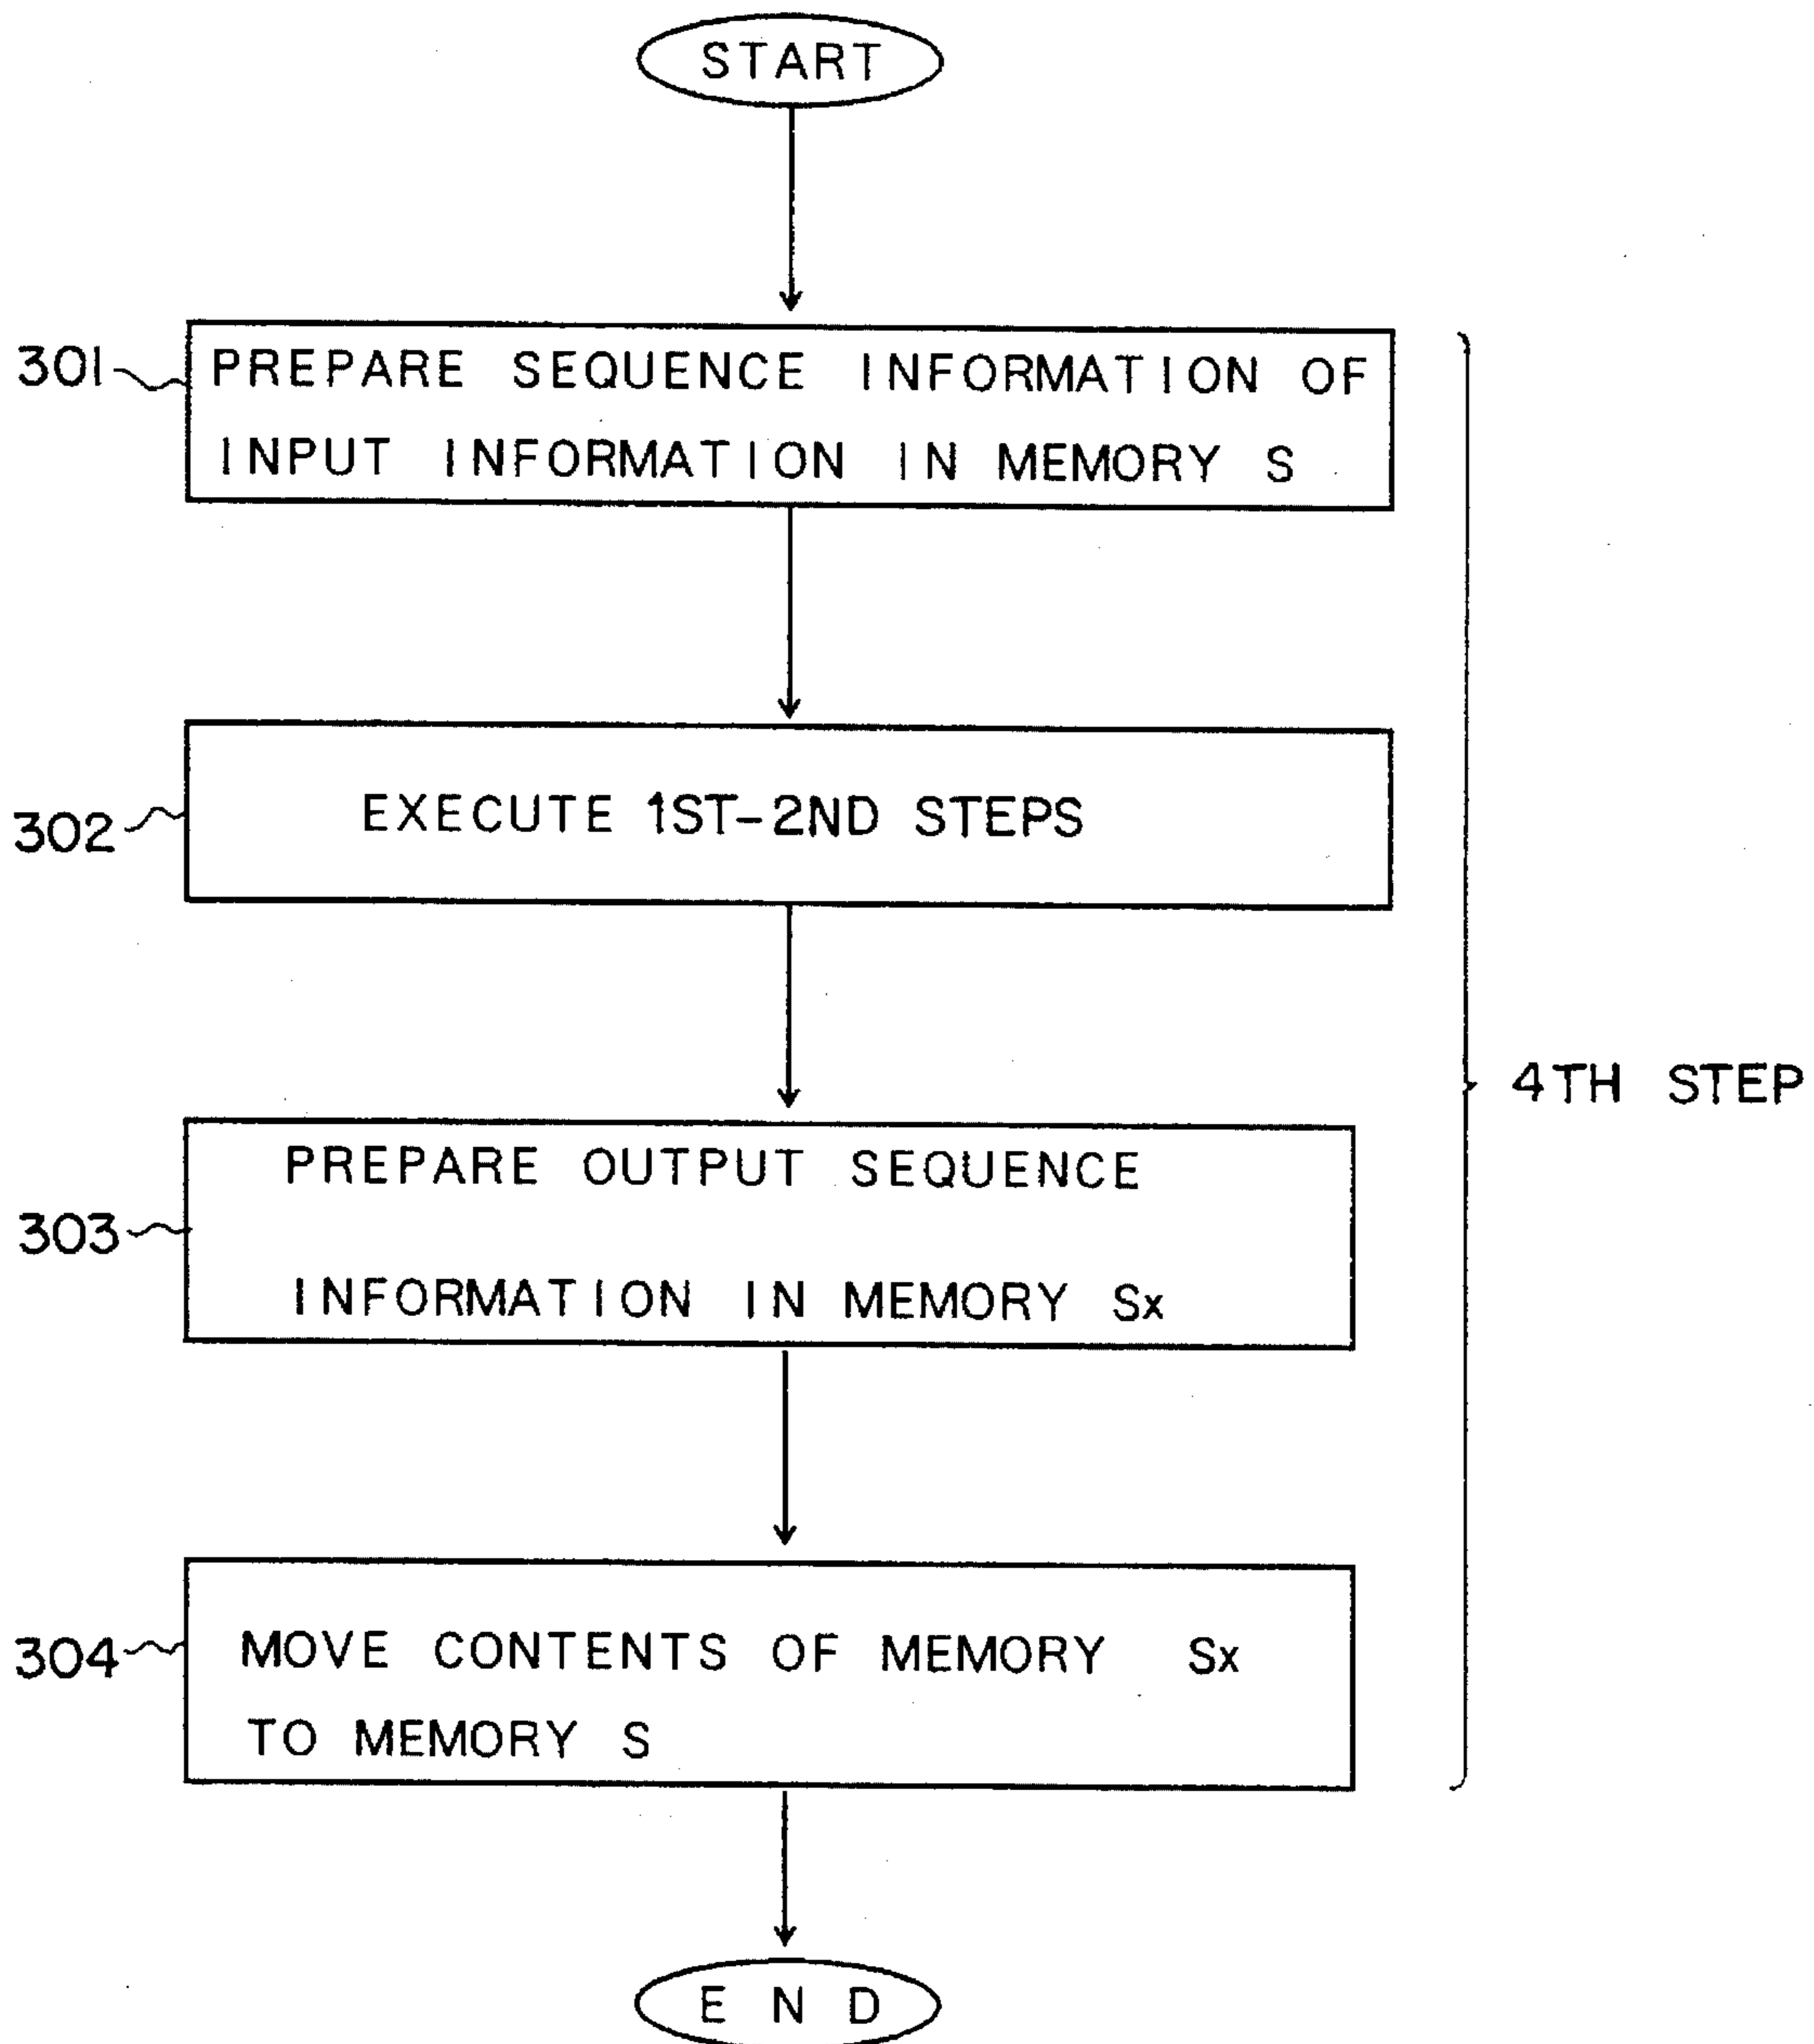 START
301
PREPARE SEQUENCE INFORMATION OF
INPUT INFORMATION IN MEMORY S
302
EXECUTE 1ST-2ND STEPS
303
PREPARE OUTPUT SEQUENCE
INFORMATION IN MEMORY Sx
4TH STEP
304
MOVE CONTENTS OF MEMORY Sx
TO MEMORY S
END